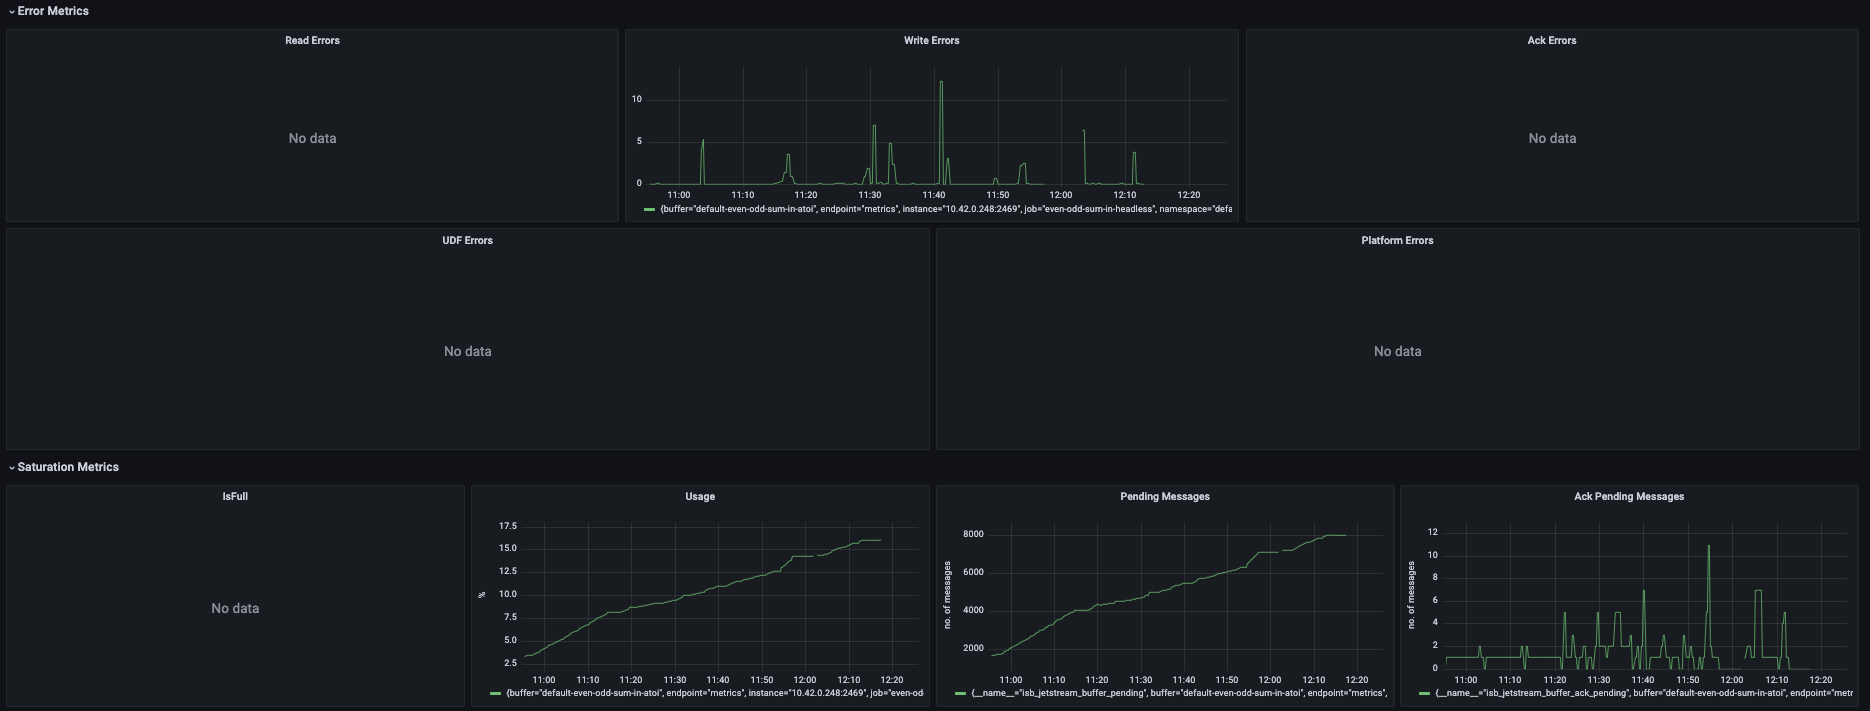 Error Metrics
Read Errors
No data
Write Errors
10
5
0
11:00 11:10 11:20 11:30 11:40 11:50 12:00 12:10 12:20
{buffer="default-even-odd-sum-in-atoi", endpoint="metrics", instance="10.42.0.248:2469", job="even-odd-sum-in-headless", namespace="defa
Ack Errors
No data
UDF Errors
No data
Platform Errors
No data
Saturation Metrics
IsFull
No data
Usage
%
17.5
15.0
12.5
10.0
7.5
5.0
2.5
11:00 11:10 11:20 11:30 11:40 11:50 12:00 12:10 12:20
{buffer="default-even-odd-sum-in-atoi", endpoint="metrics", instance="10.42.0.248:2469", job="even-od
Pending Messages
no. of messages
8000
6000
4000
2000
11:00 11:10 11:20 11:30 11:40 11:50 12:00 12:10 12:20
{__name__="isb_jetstream_buffer_pending", buffer="default-even-odd-sum-in-atoi", endpoint="metrics",
Ack Pending Messages
no. of messages
12
10
8
6
4
2
0
11:00 11:10 11:20 11:30 11:40 11:50 12:00 12:10 12:20
{__name__="isb_jetstream_buffer_ack_pending", buffer="default-even-odd-sum-in-atoi", endpoint="metr